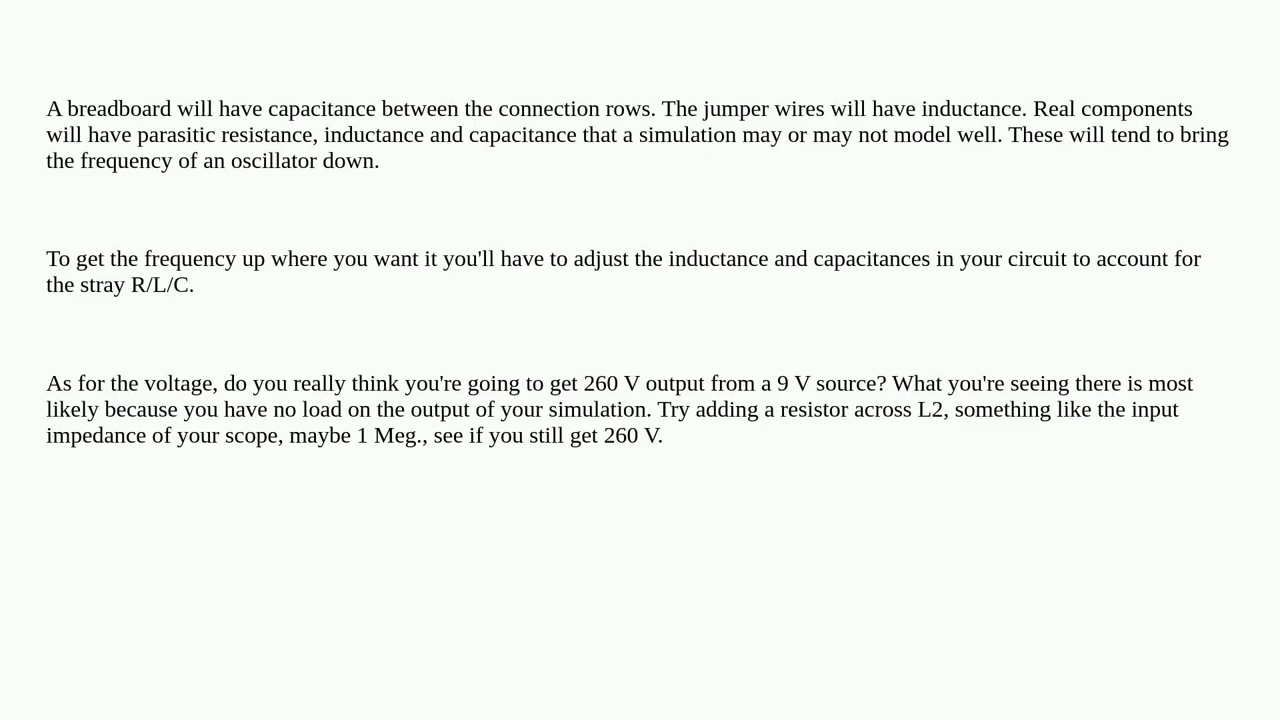 A breadboard will have capacitance between the connection rows. The jumper wires will have inductance. Real components
will have parasitic resistance, inductance and capacitance that a simulation may or may not model well. These will tend to bring
the frequency of an oscillator down.
To get the frequency up where you want it you'll have to adjust the inductance and capacitances in your circuit to account for
the stray R/L/C.
As for the voltage, do you really think you're going to get 260 V output from a 9 V source? What you're seeing there is most
likely because you have no load on the output of your simulation. Try adding a resistor across L2, something like the input
impedance of your scope, maybe 1 Meg., see if you still get 260 V.